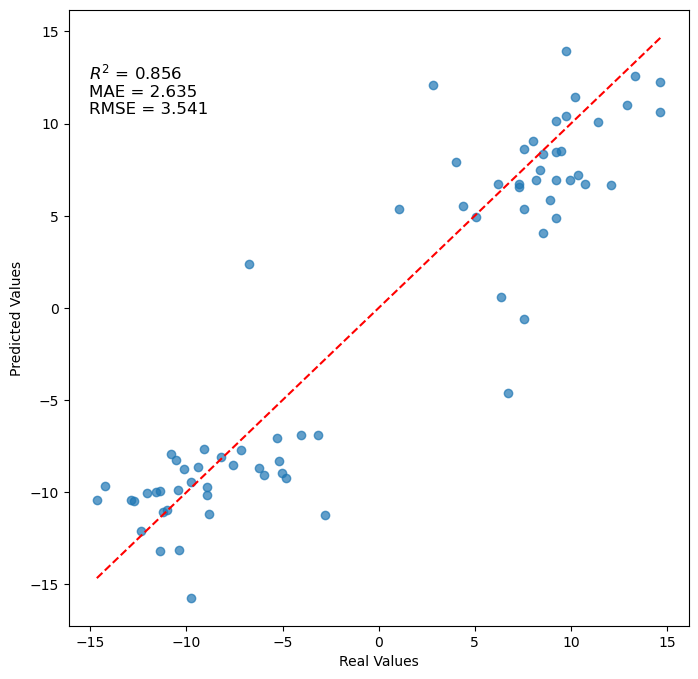 15
10
5
0
−5
−10
−15
R² = 0.856
MAE = 2.635
RMSE = 3.541
Predicted Values
−15 −10 −5 0 5 10 15
Real Values